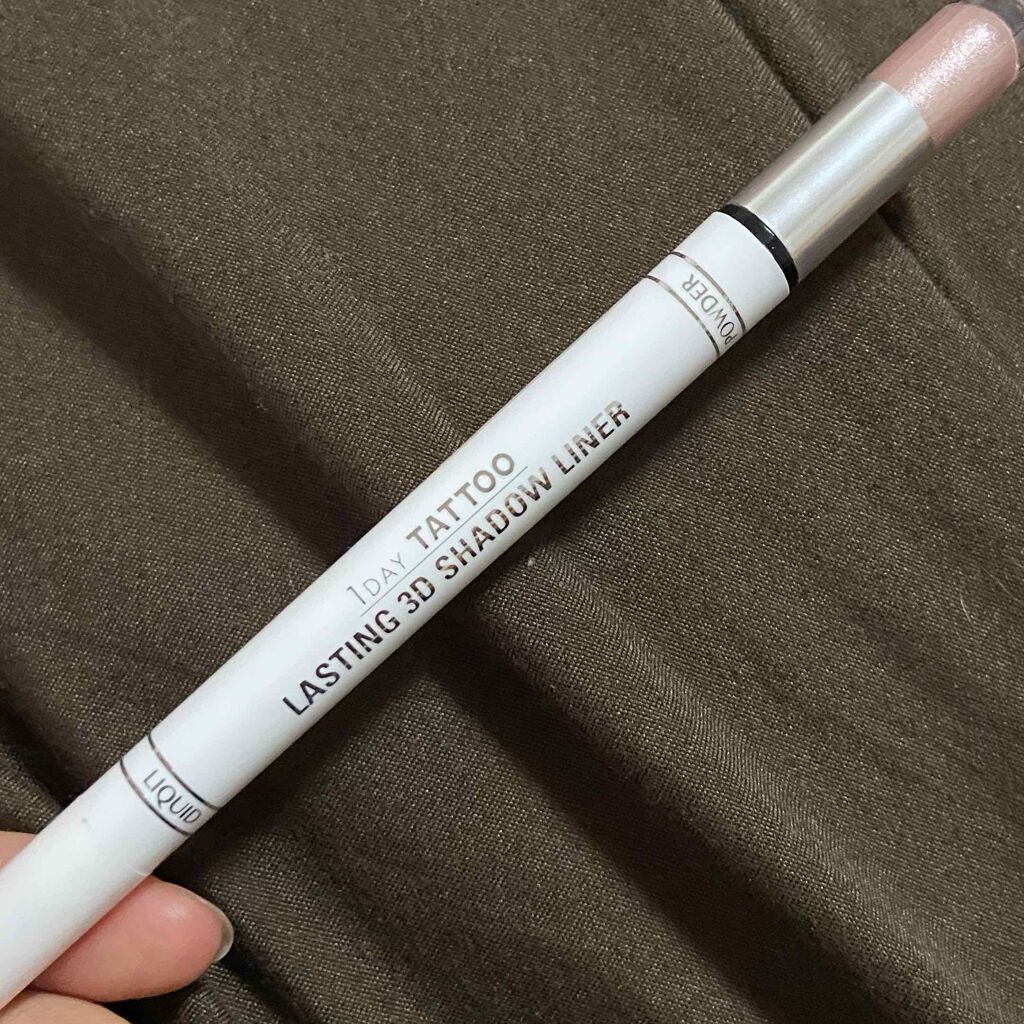 POWDER
1DAY TATTOO
LASTING 3D SHADOW LINER
LIQUID